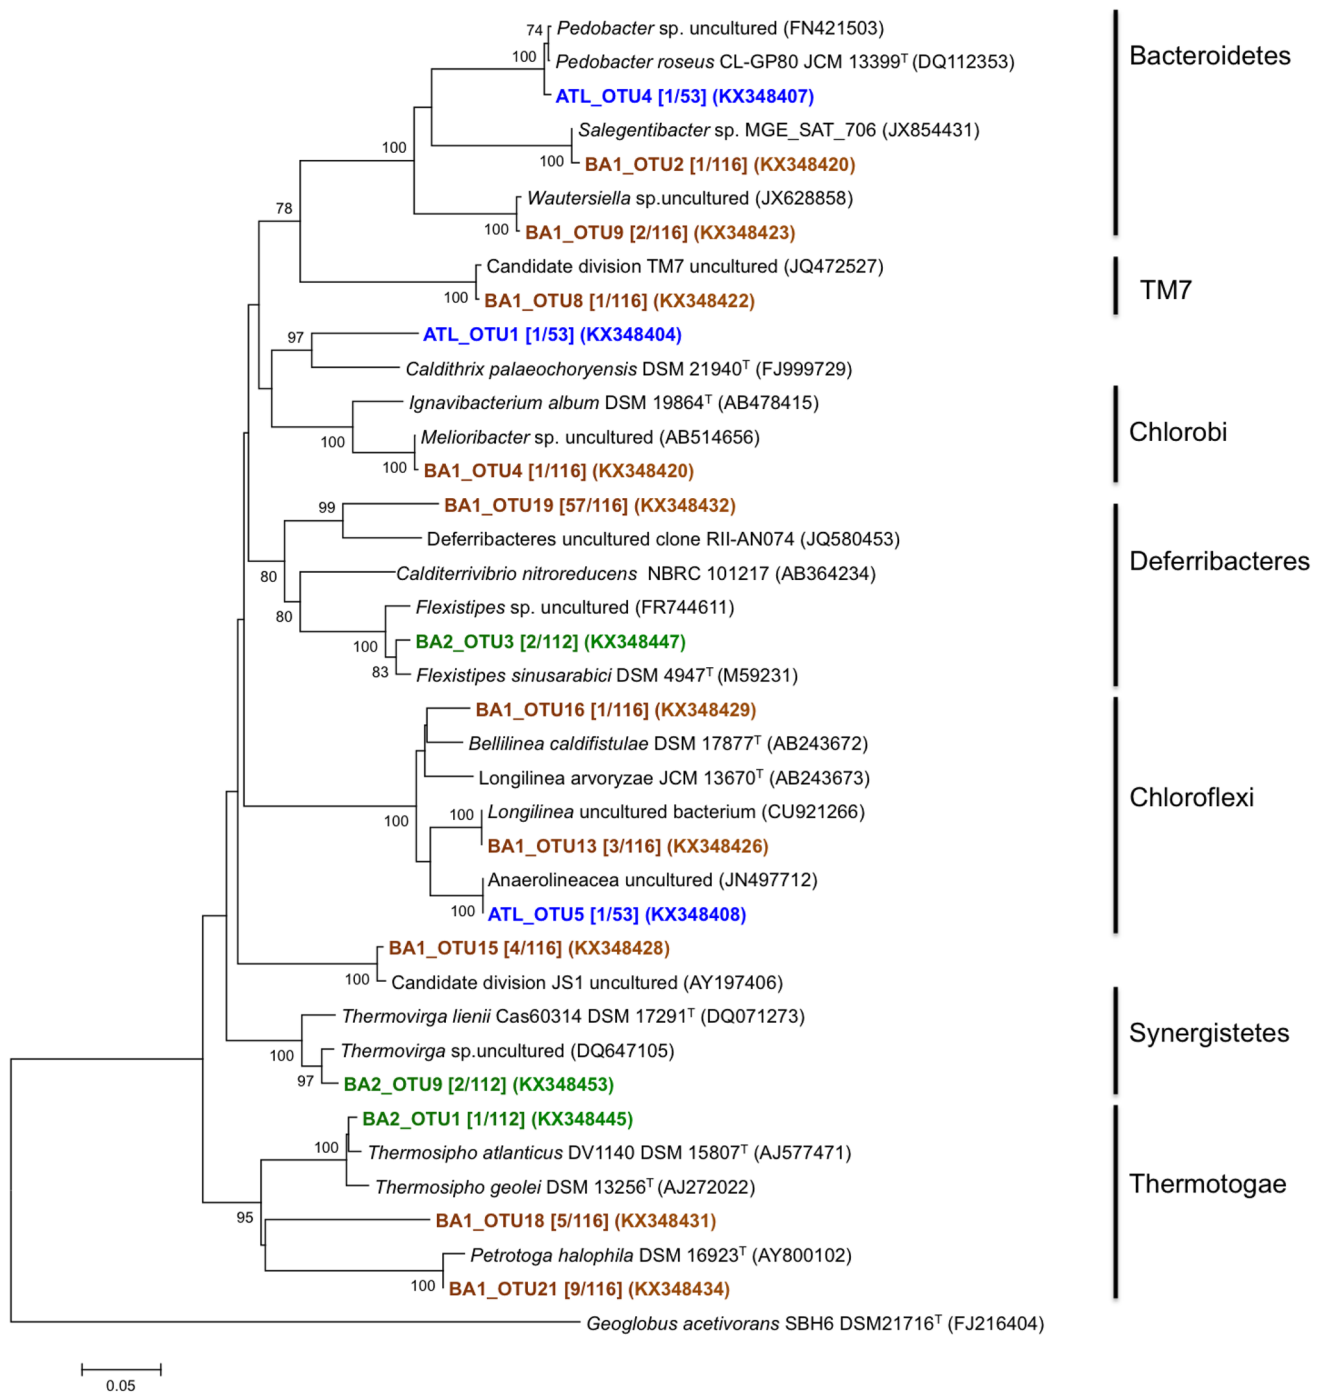 74
Pedobacter sp. uncultured (FN421503)
Bacteroidetes
100
Pedobacter roseus CL-GP80 JCM 13399ᵀ (DQ112353)
ATL_OTU4 [1/53] (KX348407)
Salegentibacter sp. MGE_SAT_706 (JX854431)
100
100
BA1_OTU2 [1/116] (KX348420)
Wautersiella sp.uncultured (JX628858)
78
100
BA1_OTU9 [2/116] (KX348423)
Candidate division TM7 uncultured (JQ472527)
TM7
100
BA1_OTU8 [1/116] (KX348422)
97
ATL_OTU1 [1/53] (KX348404)
Caldithrix palaeochoryensis DSM 21940ᵀ (FJ999729)
Ignavibacterium album DSM 19864ᵀ (AB478415)
Chlorobi
100
Melioribacter sp. uncultured (AB514656)
100
BA1_OTU4 [1/116] (KX348420)
99
BA1_OTU19 [57/116] (KX348432)
Deferribacteres uncultured clone RII-AN074 (JQ580453)
Deferribacteres
80
Calditerrivibrio nitroreducens NBRC 101217 (AB364234)
80
Flexistipes sp. uncultured (FR744611)
100
BA2_OTU3 [2/112] (KX348447)
83
Flexistipes sinusarabici DSM 4947ᵀ (M59231)
BA1_OTU16 [1/116] (KX348429)
Bellilinea caldifistulae DSM 17877ᵀ (AB243672)
Longilinea arvoryzae JCM 13670ᵀ (AB243673)
Chloroflexi
100
100
Longilinea uncultured bacterium (CU921266)
BA1_OTU13 [3/116] (KX348426)
Anaerolineacea uncultured (JN497712)
100
ATL_OTU5 [1/53] (KX348408)
BA1_OTU15 [4/116] (KX348428)
100
Candidate division JS1 uncultured (AY197406)
Thermovirga lienii Cas60314 DSM 17291ᵀ (DQ071273)
Synergistetes
100
Thermovirga sp.uncultured (DQ647105)
97
BA2_OTU9 [2/112] (KX348453)
BA2_OTU1 [1/112] (KX348445)
100
Thermosipho atlanticus DV1140 DSM 15807ᵀ (AJ577471)
Thermosipho geolei DSM 13256ᵀ (AJ272022)
Thermotogae
95
BA1_OTU18 [5/116] (KX348431)
Petrotoga halophila DSM 16923ᵀ (AY800102)
100
BA1_OTU21 [9/116] (KX348434)
Geoglobus acetivorans SBH6 DSM21716ᵀ (FJ216404)
0.05